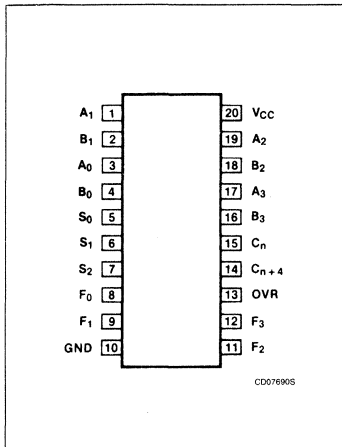 A1 1 20 VCC
B1 2 19 A2
A0 3 18 B2
B0 4 17 A3
S0 5 16 B3
S1 6 15 Cn
S2 7 14 Cn+4
F0 8 13 OVR
F1 9 12 F3
GND 10 11 F2
CD07690S